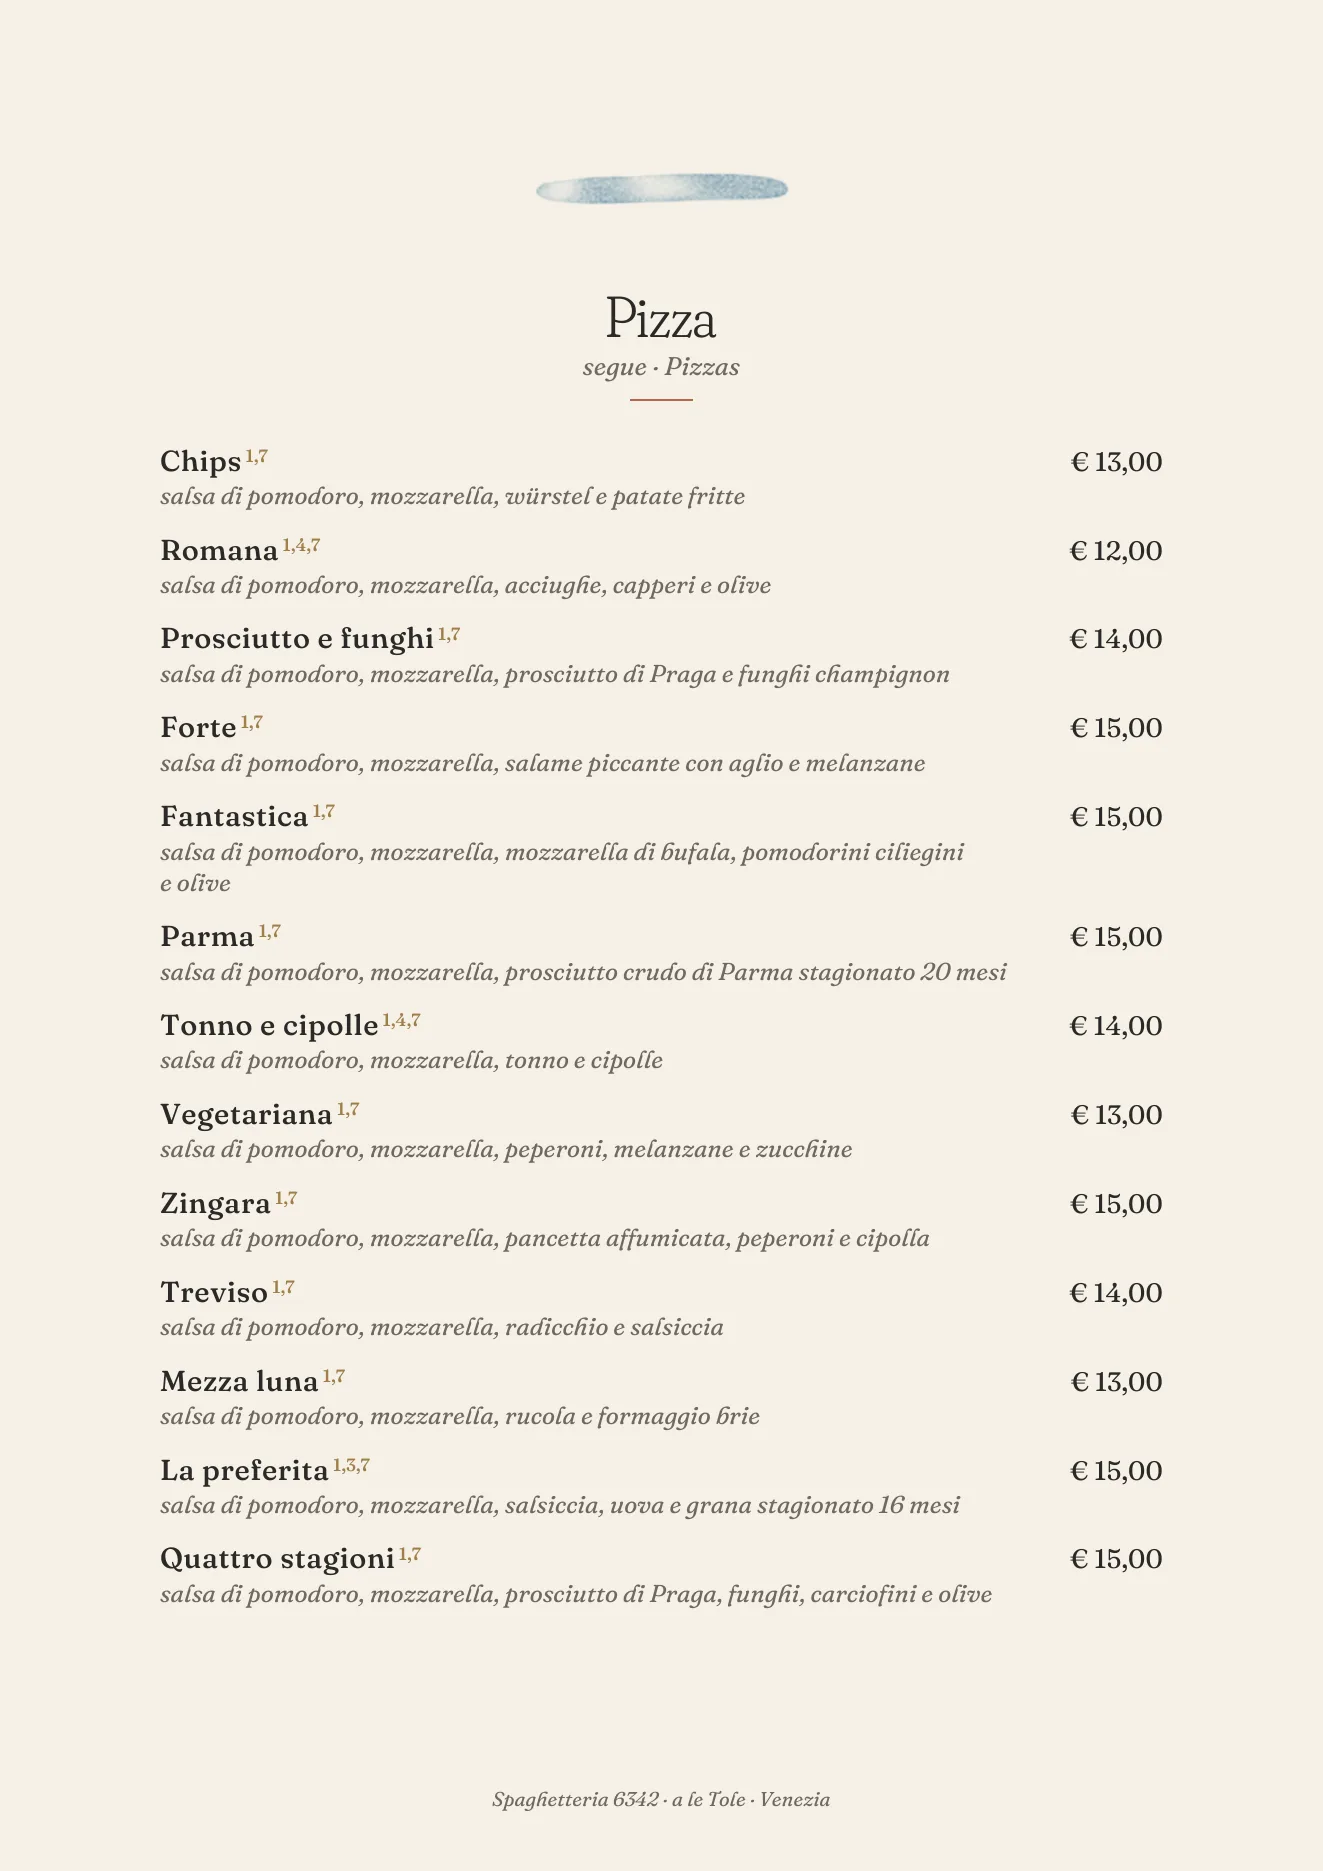 Pizza
segue · Pizzas
Chips 1,7 € 13,00
salsa di pomodoro, mozzarella, würstel e patate fritte
Romana 1,4,7 € 12,00
salsa di pomodoro, mozzarella, acciughe, capperi e olive
Prosciutto e funghi 1,7 € 14,00
salsa di pomodoro, mozzarella, prosciutto di Praga e funghi champignon
Forte 1,7 € 15,00
salsa di pomodoro, mozzarella, salame piccante con aglio e melanzane
Fantastica 1,7 € 15,00
salsa di pomodoro, mozzarella, mozzarella di bufala, pomodorini ciliegini
e olive
Parma 1,7 € 15,00
salsa di pomodoro, mozzarella, prosciutto crudo di Parma stagionato 20 mesi
Tonno e cipolle 1,4,7 € 14,00
salsa di pomodoro, mozzarella, tonno e cipolle
Vegetariana 1,7 € 13,00
salsa di pomodoro, mozzarella, peperoni, melanzane e zucchine
Zingara 1,7 € 15,00
salsa di pomodoro, mozzarella, pancetta affumicata, peperoni e cipolla
Treviso 1,7 € 14,00
salsa di pomodoro, mozzarella, radicchio e salsiccia
Mezza luna 1,7 € 13,00
salsa di pomodoro, mozzarella, rucola e formaggio brie
La preferita 1,3,7 € 15,00
salsa di pomodoro, mozzarella, salsiccia, uova e grana stagionato 16 mesi
Quattro stagioni 1,7 € 15,00
salsa di pomodoro, mozzarella, prosciutto di Praga, funghi, carciofini e olive
Spaghetteria 6342 · a le Tole · Venezia